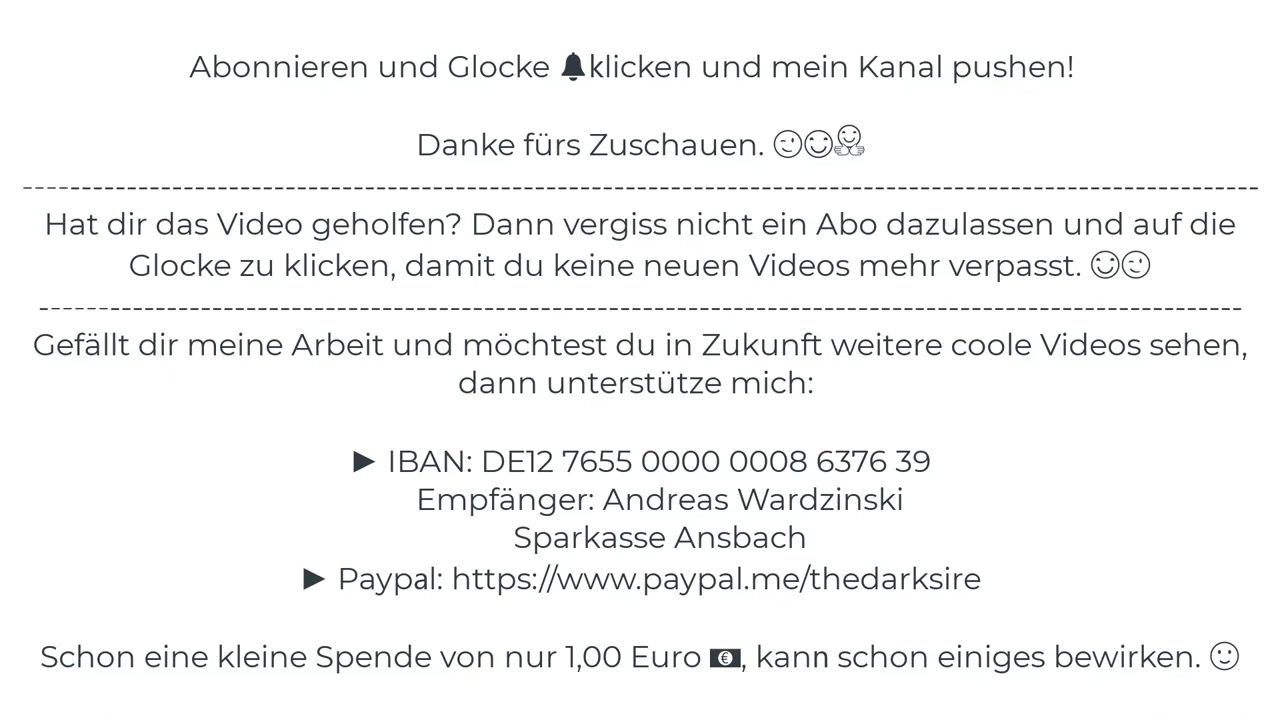 Abonnieren und Glocke 🔔klicken und mein Kanal pushen!
Danke fürs Zuschauen. 😉😊🤗
---------------------------------------------------------------------------------------------------------
Hat dir das Video geholfen? Dann vergiss nicht ein Abo dazulassen und auf die
Glocke zu klicken, damit du keine neuen Videos mehr verpasst. 😊😉
------------------------------------------------------------------------------------------------------
Gefällt dir meine Arbeit und möchtest du in Zukunft weitere coole Videos sehen,
dann unterstütze mich:
► IBAN: DE12 7655 0000 0008 6376 39
Empfänger: Andreas Wardzinski
Sparkasse Ansbach
► Paypal: https://www.paypal.me/thedarksire
Schon eine kleine Spende von nur 1,00 Euro 💶, kann schon einiges bewirken. 🙂